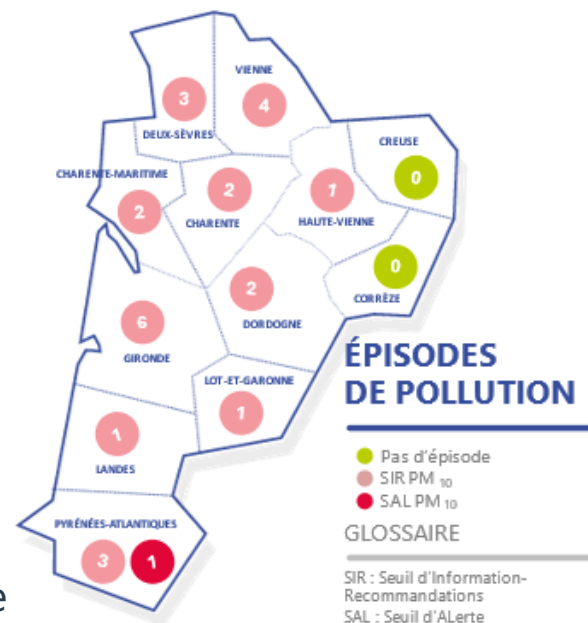 VIENNE
3
4
DEUX-SÈVRES
CREUSE
0
CHARENTE-MARITIME
2
2
CHARENTE
1
HAUTE-VIENNE
0
CORRÈZE
2
DORDOGNE
6
GIRONDE
LOT-ET-GARONNE
1
1
LANDES
PYRÉNÉES-ATLANTIQUES
3
1
ÉPISODES
DE POLLUTION
Pas d'épisode
SIR PM 10
SAL PM 10
GLOSSAIRE
SIR : Seuil d'Information-
Recommandations
SAL : Seuil d'ALerte
e